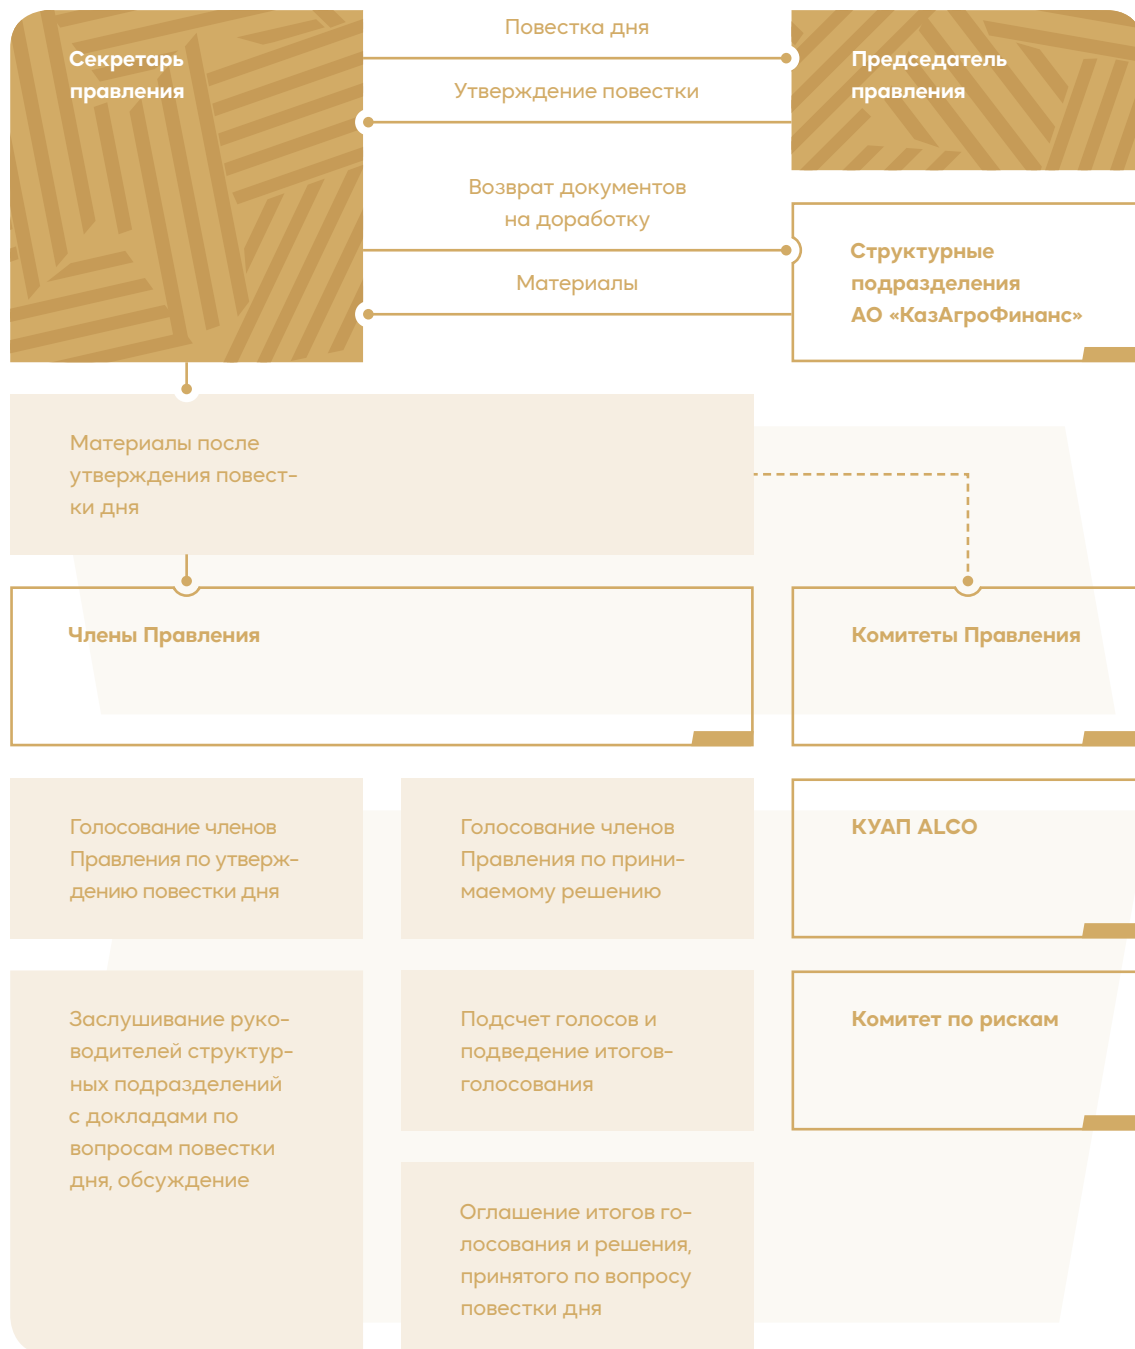 Секретарь
правления
Повестка дня
Утверждение повестки
Председатель
правления
Возврат документов
на доработку
Материалы
Структурные
подразделения
АО «КазАгроФинанс»
Материалы после
утверждения повест-
ки дня
Члены Правления
Комитеты Правления
Голосование членов
Правления по утверж-
дению повестки дня
Голосование членов
Правления по прини-
маемому решению
КУАП ALCO
Заслушивание руко-
водителей структур-
ных подразделений
с докладами по
вопросам повестки
дня, обсуждение
Подсчет голосов и
подведение итогов-
голосования
Комитет по рискам
Оглашение итогов го-
лосования и решения,
принятого по вопросу
повестки дня